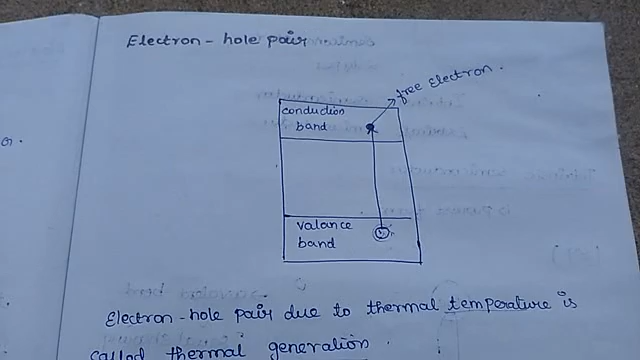 Electron - hole pair
free Electron.
conduction
band
valance
band
Electron - hole pair due to thermal temperature is
called thermal generation.